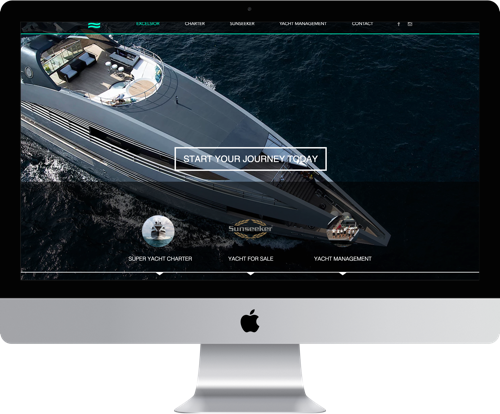 EXCELSIOR CHARTER SUNSEEKER YACHT MANAGEMENT CONTACT
START YOUR JOURNEY TODAY
Sunseeker
SUPER YACHT CHARTER YACHT FOR SALE YACHT MANAGEMENT